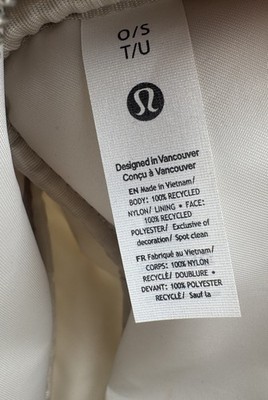 O/S
T/U
Designed in Vancouver
Conçu à Vancouver
EN Made in Vietnam/
BODY: 100% RECYCLED
NYLON/ LINING + FACE:
100% RECYCLED
POLYESTER/ Exclusive of
decoration/ Spot clean
FR Fabriqué au Vietnam/
CORPS: 100% NYLON
RECYCLÉ/ DOUBLURE +
DEVANT: 100% POLYESTER
RECYCLÉ/ Sauf la